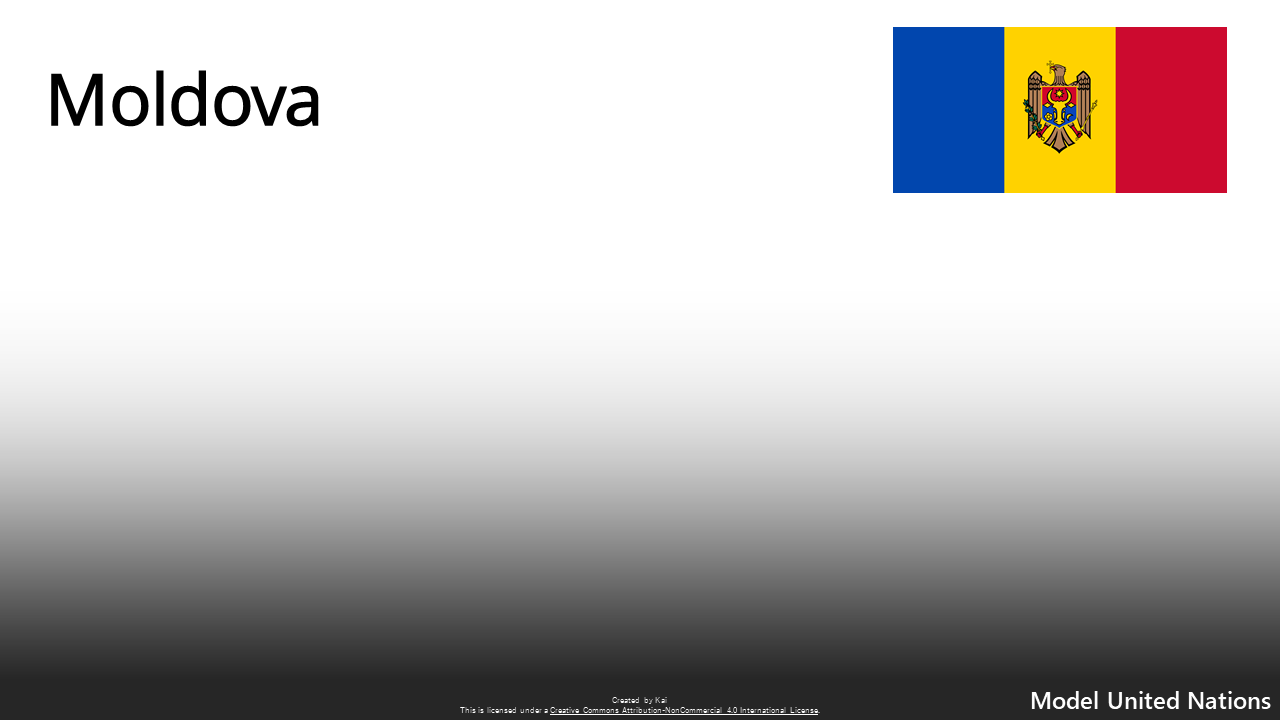 Moldova
Created by Kai
This is licensed under a Creative Commons Attribution-NonCommercial 4.0 International License.
Model United Nations